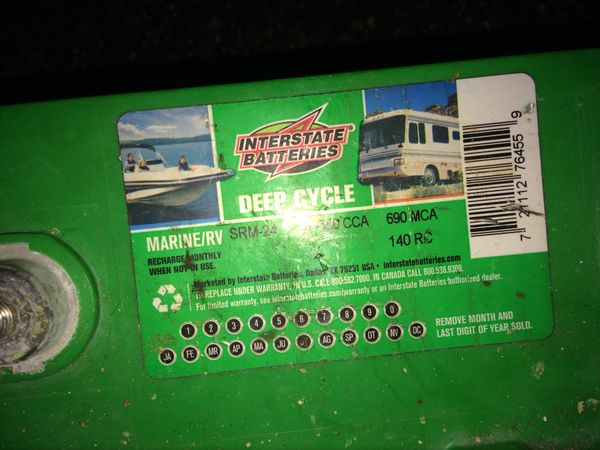 INTERSTATE
BATTERIES
DEEP CYCLE
MARINE/RV SRM-24 CCA 690 MCA
140 RC
RECHARGE MONTHLY
WHEN NOT IN USE.
Marketed by Interstate Batteries, Dallas, TX 75251 USA • interstatebatteries.com
TO REPLACE UNDER WARRANTY, IN U.S. CALL 800.582.7000. IN CANADA CALL 800.538.9300.
For limited warranty, see interstatebatteries.com/warranty or an Interstate Batteries authorized dealer.
1 2 3 4 5 6 7 8 9 0
JA FE MR AP MA JU AG SP OT NV DC
REMOVE MONTH AND
LAST DIGIT OF YEAR SOLD.
7 21112 76455 9